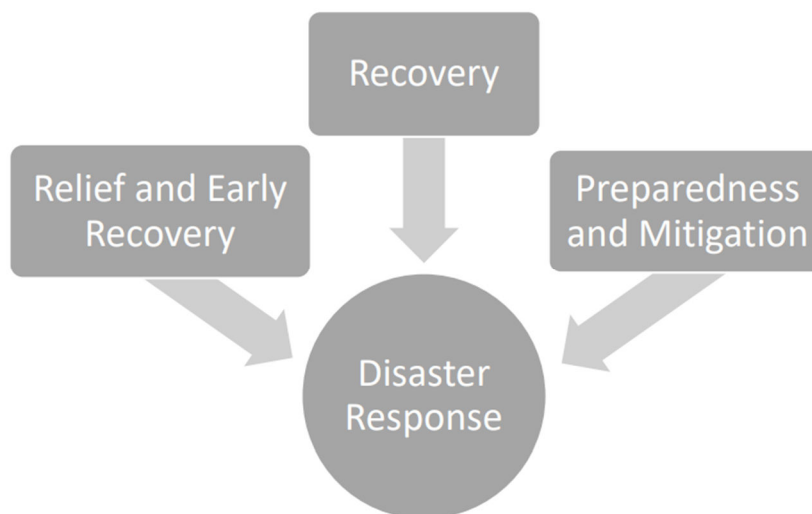 Recovery
Relief and Early
Recovery
Preparedness
and Mitigation
Disaster
Response